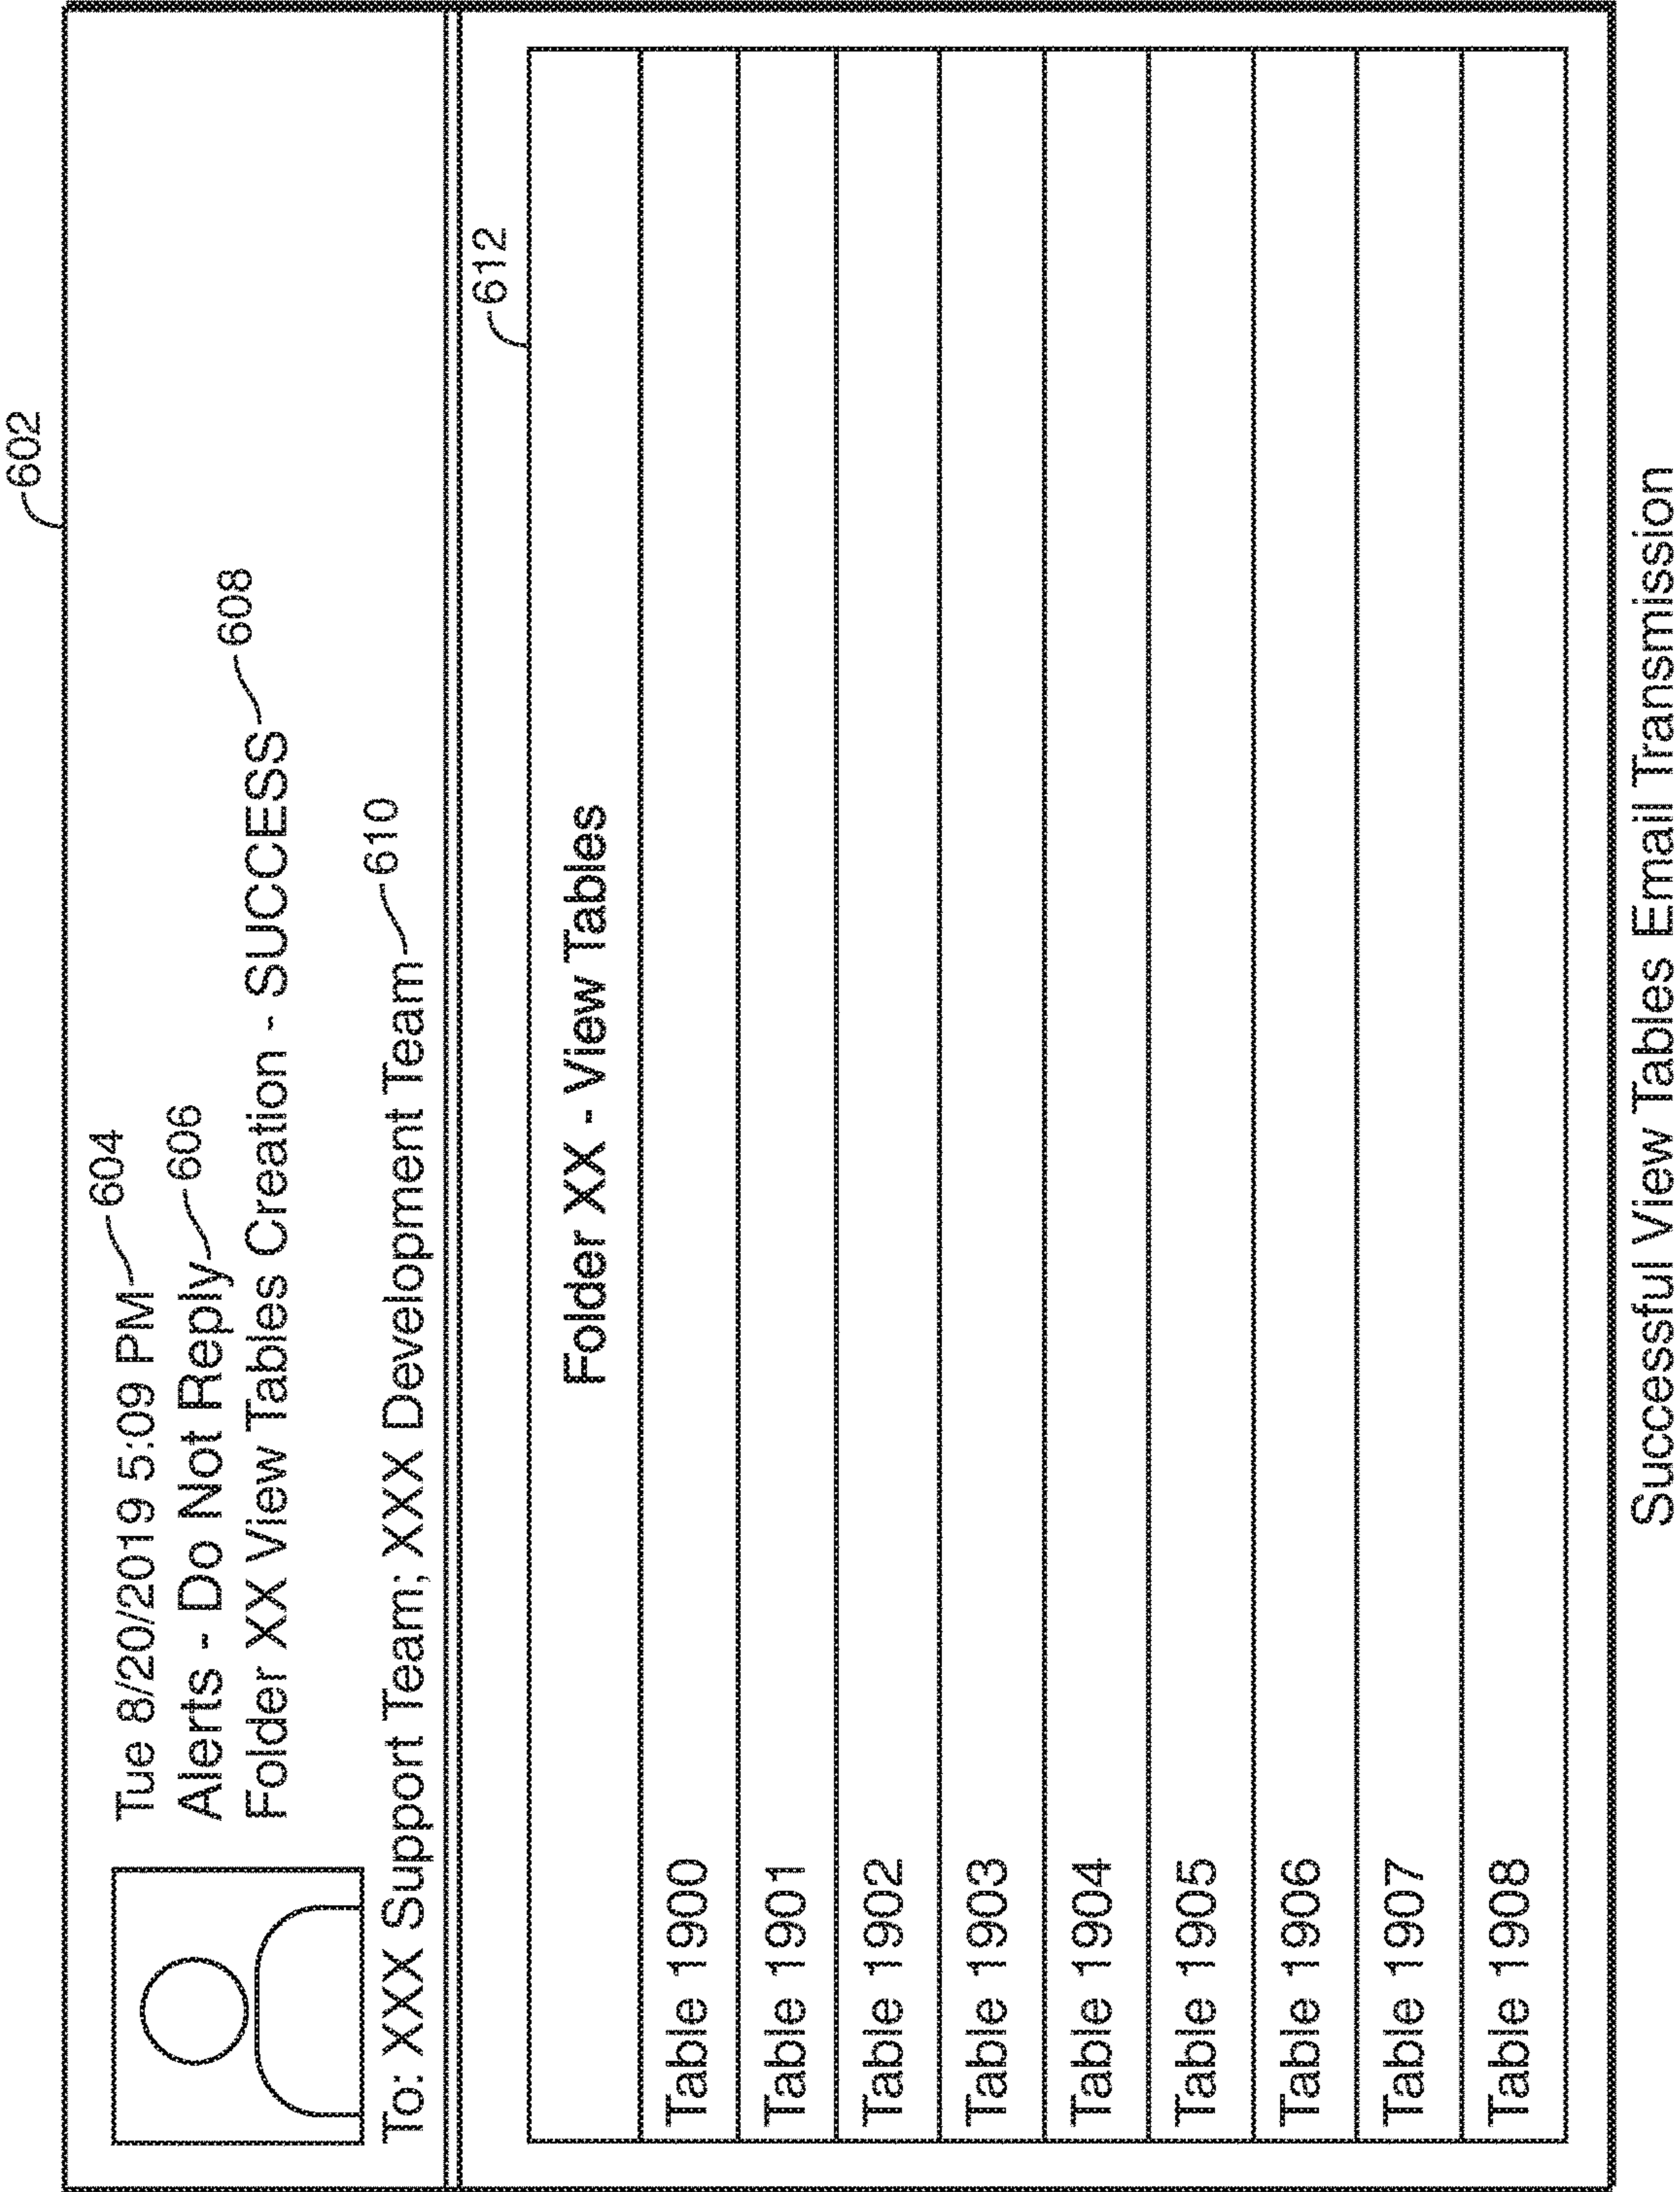 602
Tue 8/20/2019 5:09 PM 604
Alerts - Do Not Reply 606
Folder XX View Tables Creation - SUCCESS 608
To: XXX Support Team; XXX Development Team 610
612
Folder XX - View Tables
Table 1900
Table 1901
Table 1902
Table 1903
Table 1904
Table 1905
Table 1906
Table 1907
Table 1908
Successful View Tables Email Transmission